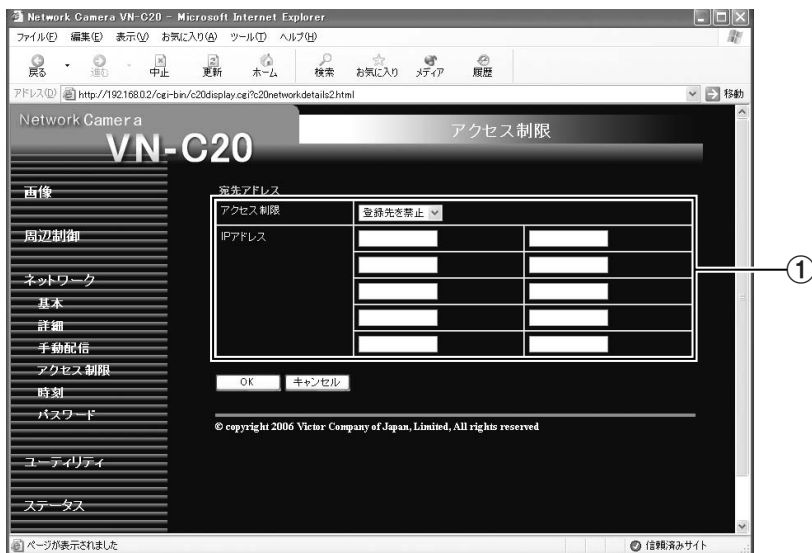 Network Camera VN-C20 - Microsoft Internet Explorer
ファイル(F) 編集(E) 表示(V) お気に入り(A) ツール(T) ヘルプ(H)
戻る 進む 中止 更新 ホーム 検索 お気に入り メディア 履歴
アドレス(D) http://192.168.0.2/cgi-bin/c20display.cgi?c20networkdetails2.html 移動
Network Camera
VN-C20
アクセス制限
画像
周辺制御
ネットワーク
基本
詳細
手動配信
アクセス制限
時刻
パスワード
ユーティリティ
ステータス
宛先アドレス
アクセス制限 登録先を禁止
IPアドレス
①
OK キャンセル
© copyright 2006 Victor Company of Japan, Limited, All rights reserved
ページが表示されました 信頼済みサイト